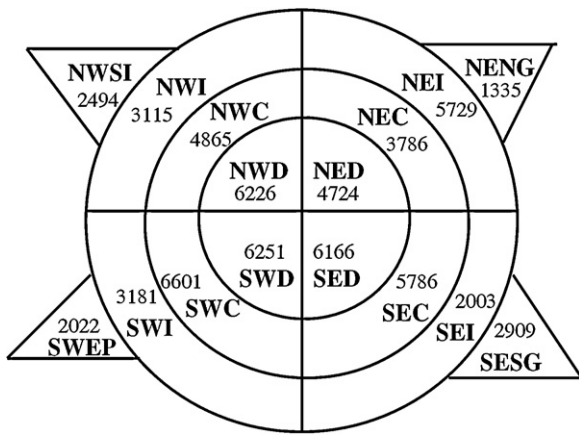 NWSI
2494
NWI
3115
NEI
5729
NENG
1335
NWC
4865
NEC
3786
NWD
6226
NED
4724
6251
SWD
6166
SED
6601
SWC
5786
SEC
3181
SWI
2003
SEI
2022
SWEP
2909
SESG